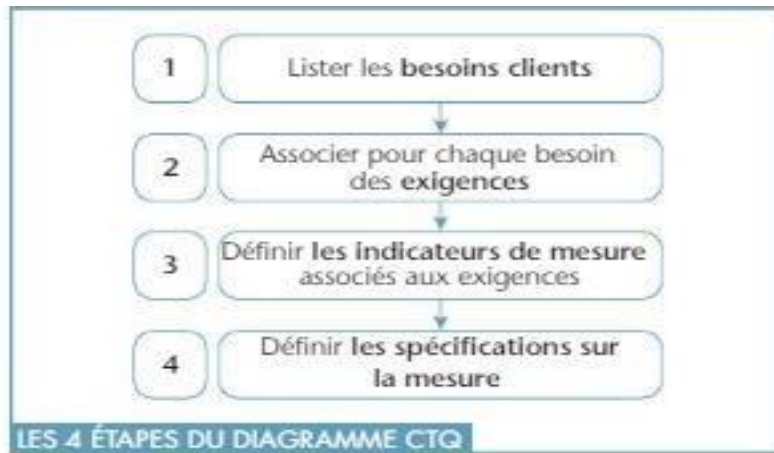 1
Lister les besoins clients
2
Associer pour chaque besoin
des exigences
3
Définir les indicateurs de mesure
associés aux exigences
4
Définir les spécifications sur
la mesure
LES 4 ÉTAPES DU DIAGRAMME CTQ